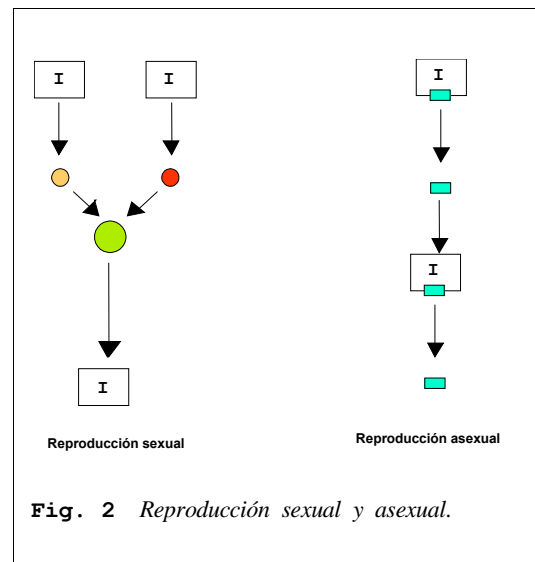 I
I
I
I
I
Reproducción sexual
Reproducción asexual
Fig. 2 Reproducción sexual y asexual.